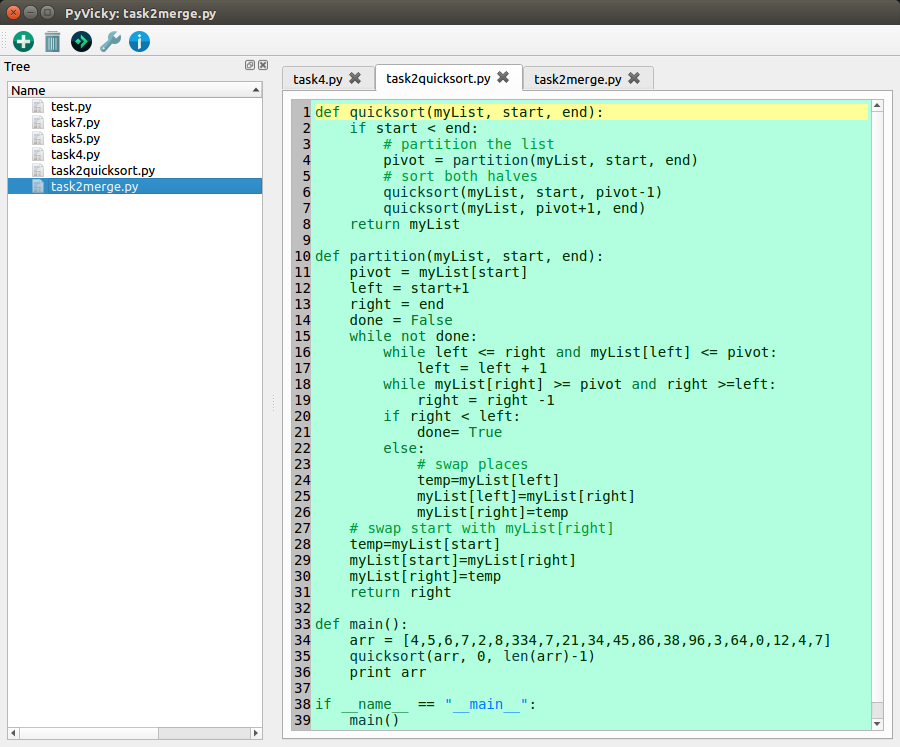 PyVicky: task2merge.py
Tree
Name
test.py
task7.py
task5.py
task4.py
task2quicksort.py
task2merge.py
task4.py task2quicksort.py task2merge.py
1 def quicksort(myList, start, end):
2     if start < end:
3         # partition the list
4         pivot = partition(myList, start, end)
5         # sort both halves
6         quicksort(myList, start, pivot-1)
7         quicksort(myList, pivot+1, end)
8     return myList
9
10 def partition(myList, start, end):
11     pivot = myList[start]
12     left = start+1
13     right = end
14     done = False
15     while not done:
16         while left <= right and myList[left] <= pivot:
17             left = left + 1
18         while myList[right] >= pivot and right >=left:
19             right = right -1
20         if right < left:
21             done= True
22         else:
23             # swap places
24             temp=myList[left]
25             myList[left]=myList[right]
26             myList[right]=temp
27     # swap start with myList[right]
28     temp=myList[start]
29     myList[start]=myList[right]
30     myList[right]=temp
31     return right
32
33 def main():
34     arr = [4,5,6,7,2,8,334,7,21,34,45,86,38,96,3,64,0,12,4,7]
35     quicksort(arr, 0, len(arr)-1)
36     print arr
37
38 if __name__ == "__main__":
39     main()